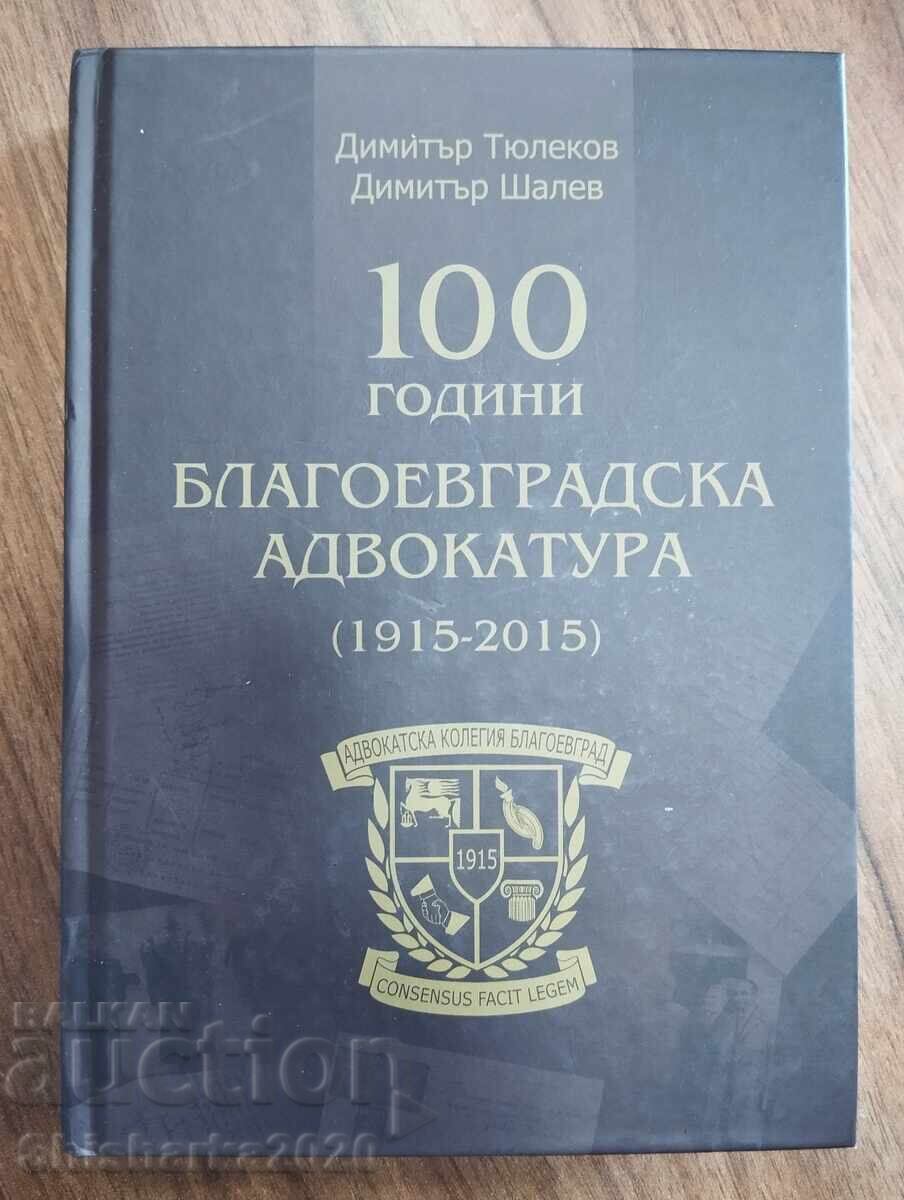 Димитър Тюлеков
Димитър Шалев
100
ГОДИНИ
БЛАГОЕВГРАДСКА
АДВОКАТУРА
(1915-2015)
АДВОКАТСКА КОЛЕГИЯ БЛАГОЕВГРАД
1915
CONSENSUS FACIT LEGEM
BALKAN
auction
Shisharka2020